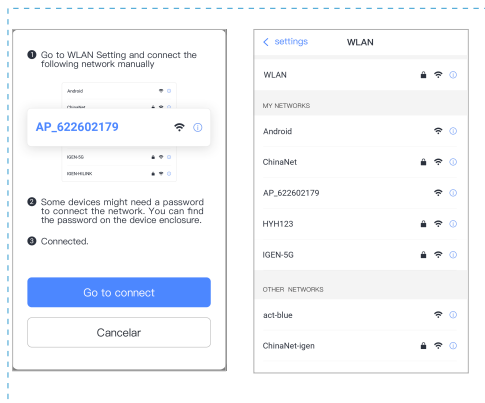 1 Go to WLAN Setting and connect the
following network manually
Android
ChinaNet
AP_622602179
IGEN-5G
IGEN-HiLINK
2 Some devices might need a password
to connect the network. You can find
the password on the device enclosure.
3 Connected.
Go to connect
Cancelar
settings WLAN
WLAN
MY NETWORKS
Android
ChinaNet
AP_622602179
HYH123
IGEN-5G
OTHER NETWORKS
act-blue
ChinaNet-igen